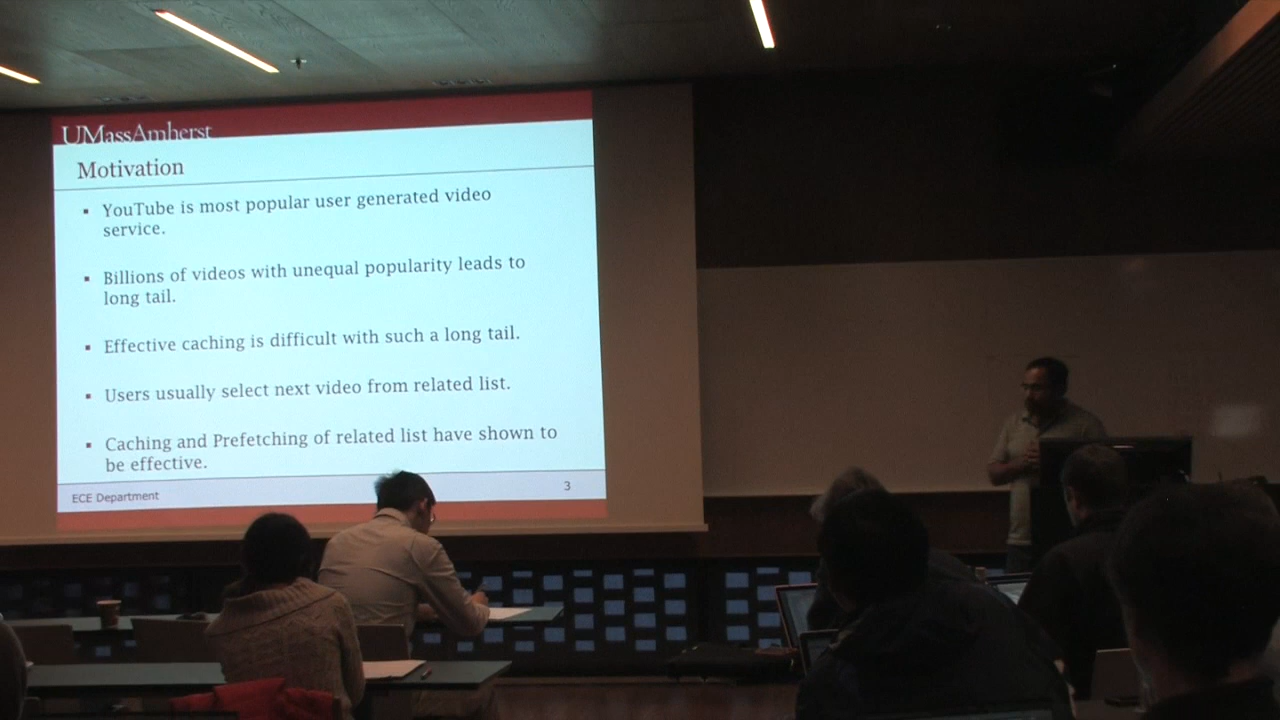 UMassAmherst
Motivation
▪ YouTube is most popular user generated video
service.
▪ Billions of videos with unequal popularity leads to
long tail.
▪ Effective caching is difficult with such a long tail.
▪ Users usually select next video from related list.
▪ Caching and Prefetching of related list have shown to
be effective.
ECE Department
3